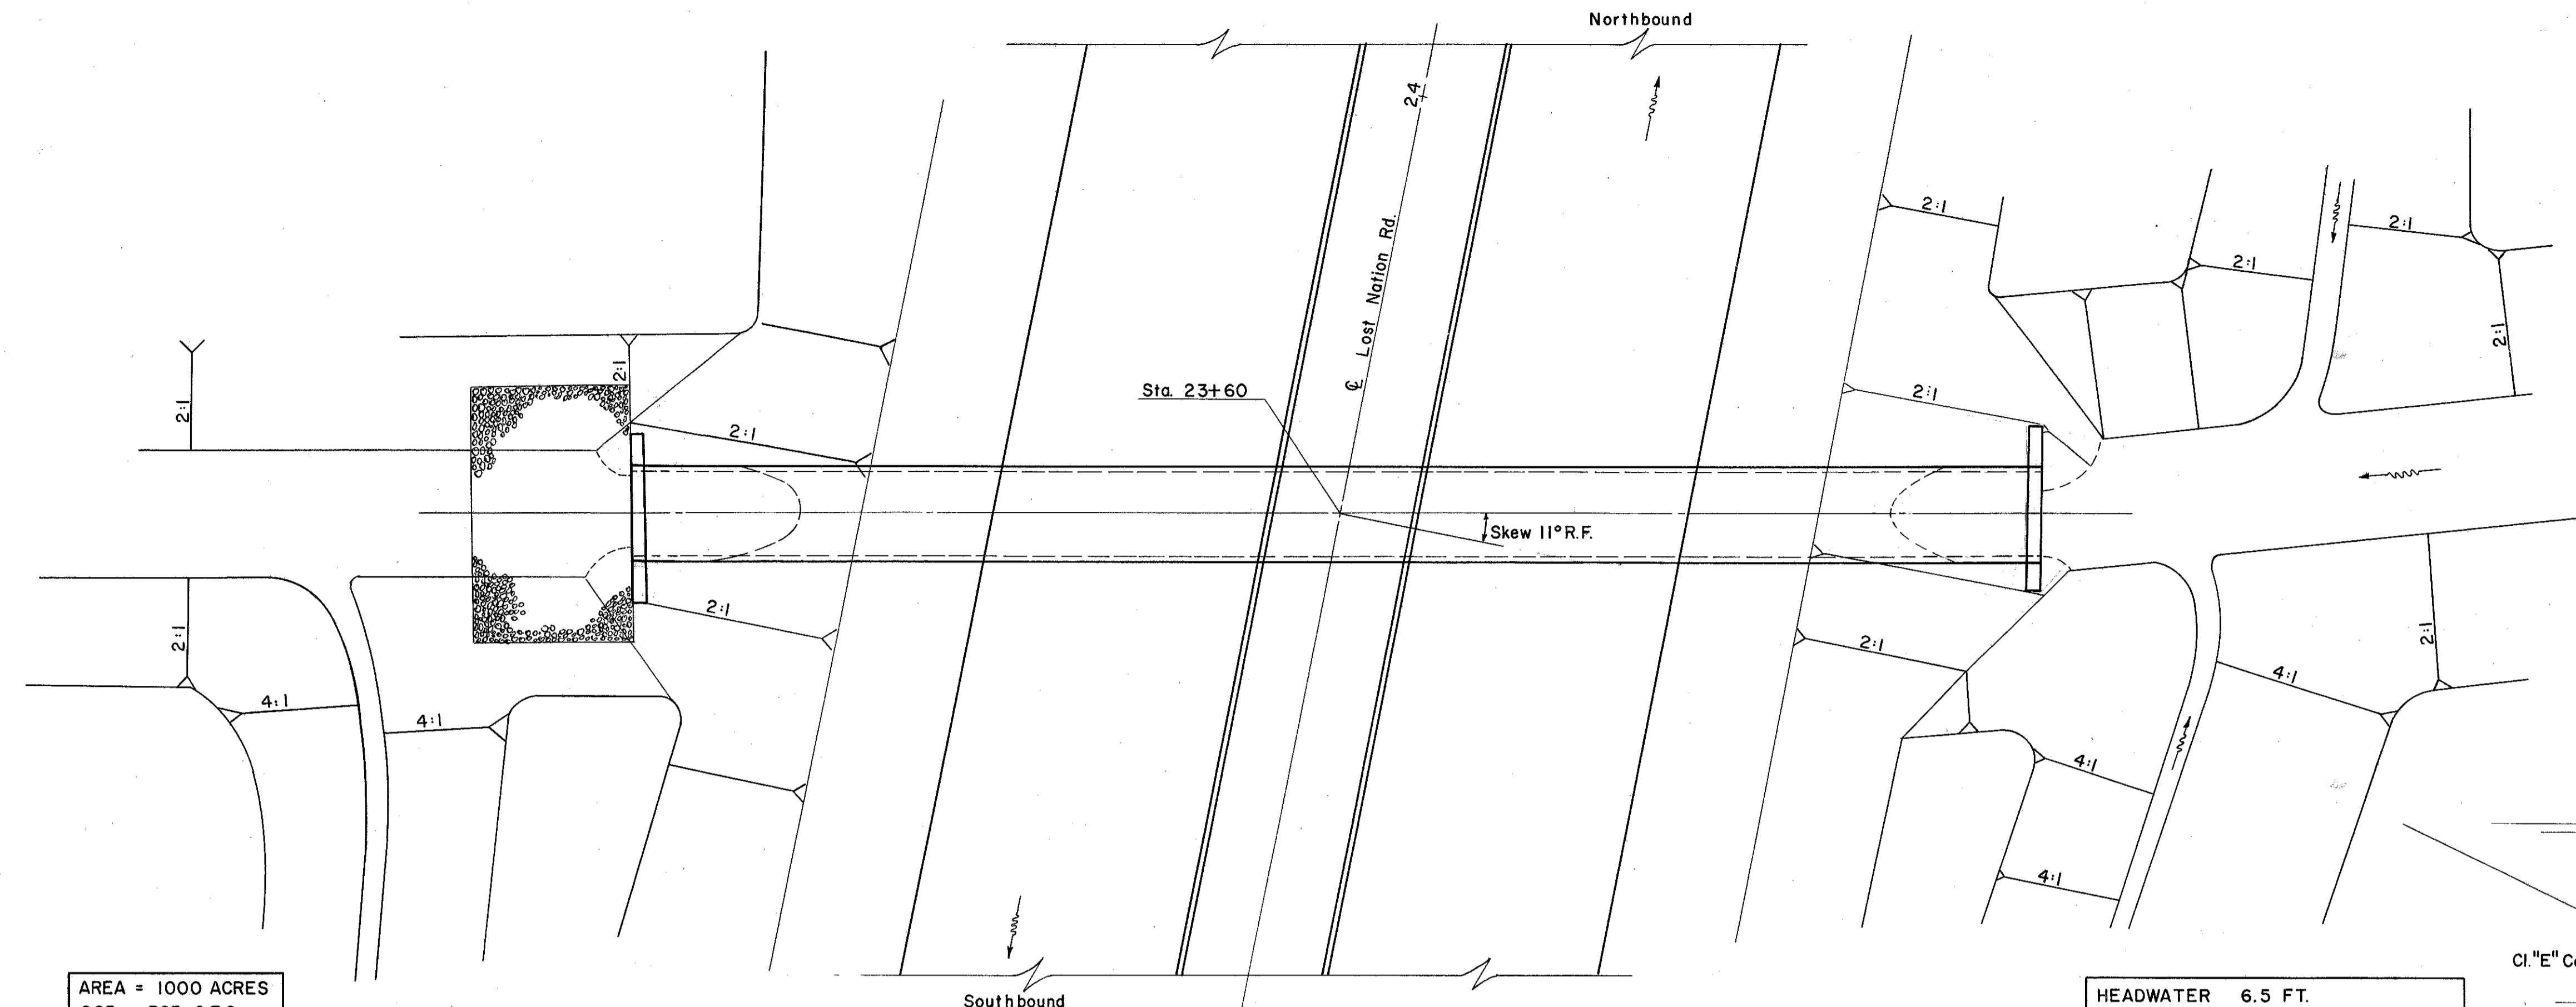 Northbound
24
2:1
2:1
2:1
2:1
℄ Lost Nation Rd.
2:1
2:1
Sta. 23+60
2:1
2:1
2:1
Skew 11° R.F.
2:1
2:1
2:1
2:1
4:1
4:1
4:1
4:1
4:1
Cl. "E"
AREA = 1000 ACRES
HEADWATER 6.5 FT.
Southbound